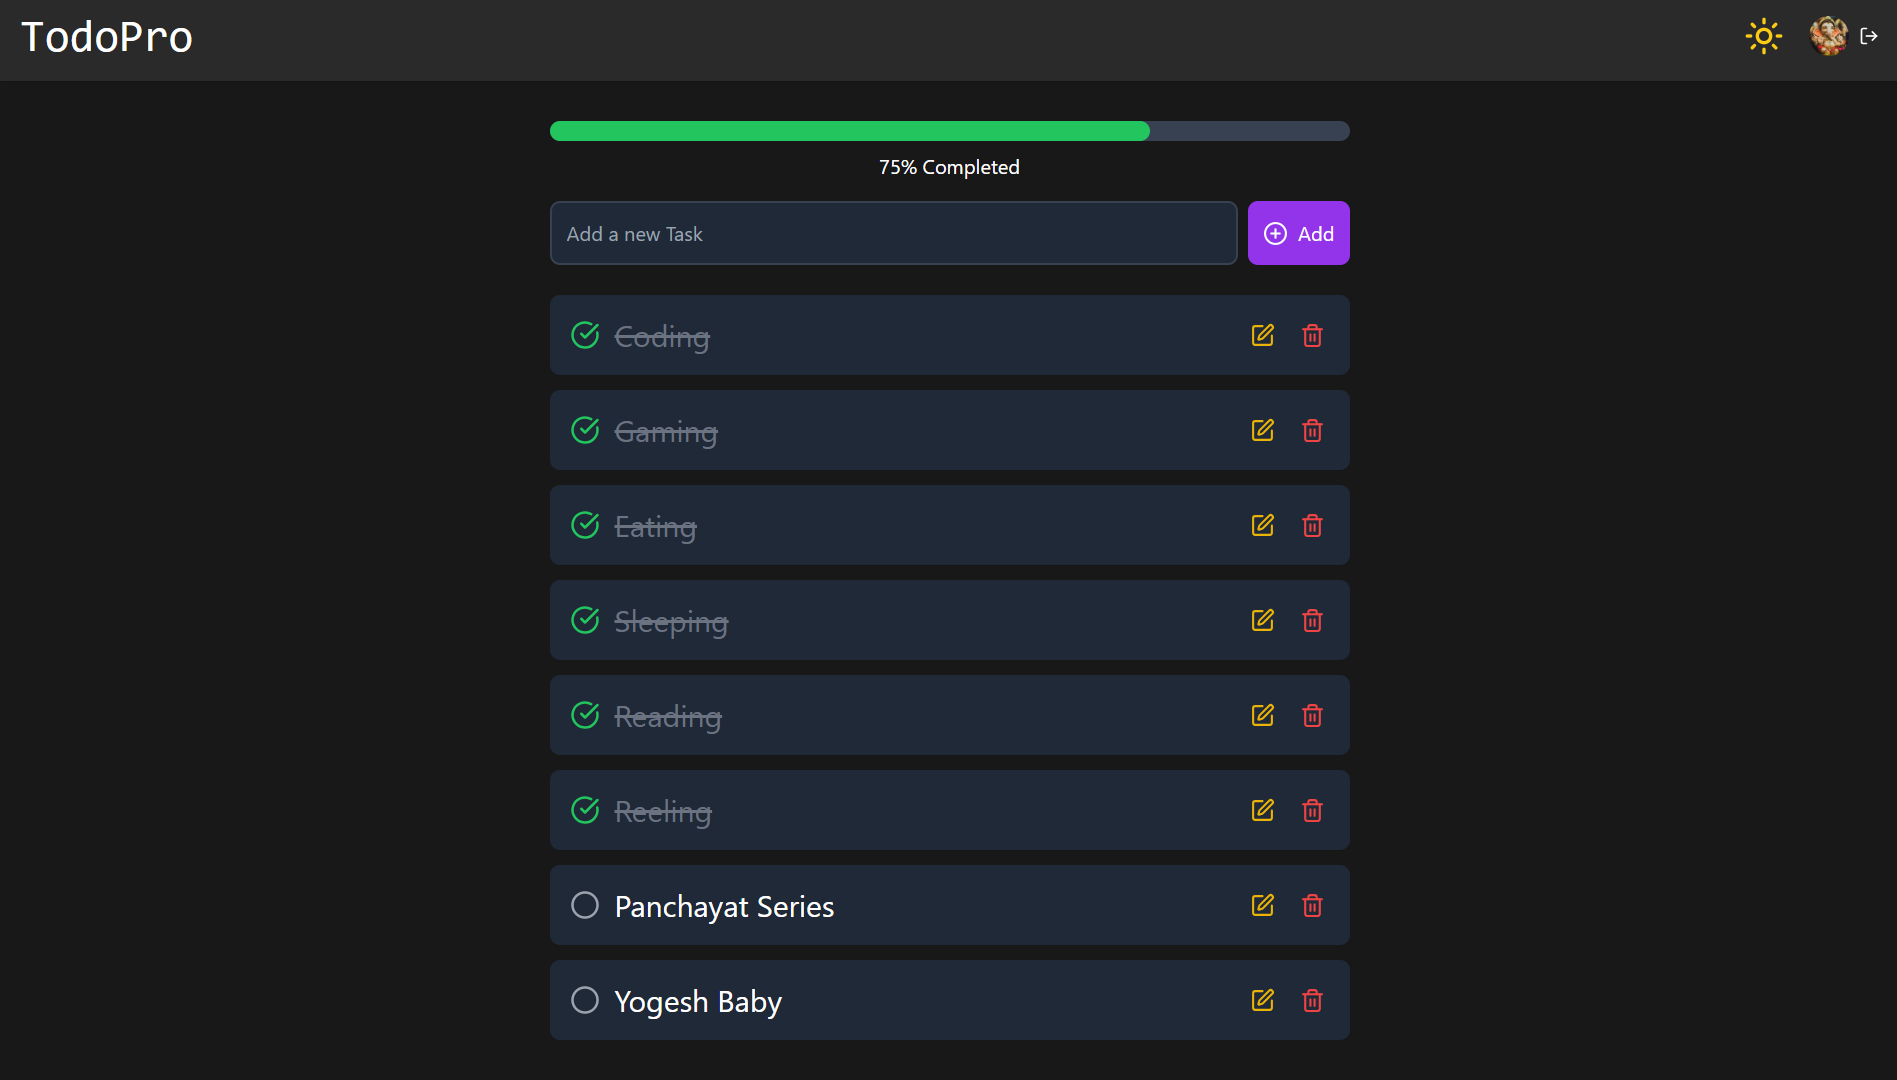 TodoPro
75% Completed
Add a new Task
Add
Coding
Gaming
Eating
Sleeping
Reading
Reeling
Panchayat Series
Yogesh Baby